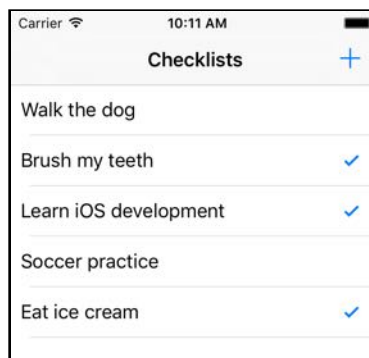 Carrier 10:11 AM
Checklists
Walk the dog
Brush my teeth
Learn iOS development
Soccer practice
Eat ice cream